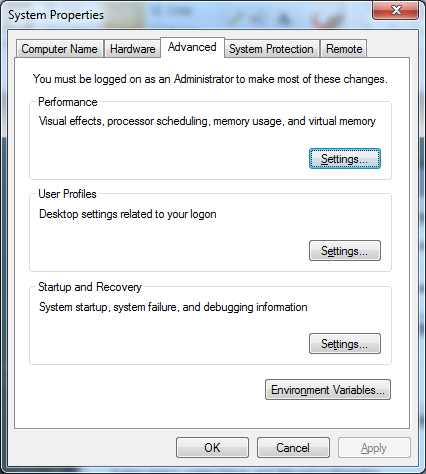 System Properties
Computer Name Hardware Advanced System Protection Remote
You must be logged on as an Administrator to make most of these changes.
Performance
Visual effects, processor scheduling, memory usage, and virtual memory
Settings...
User Profiles
Desktop settings related to your logon
Settings...
Startup and Recovery
System startup, system failure, and debugging information
Settings...
Environment Variables...
OK Cancel Apply